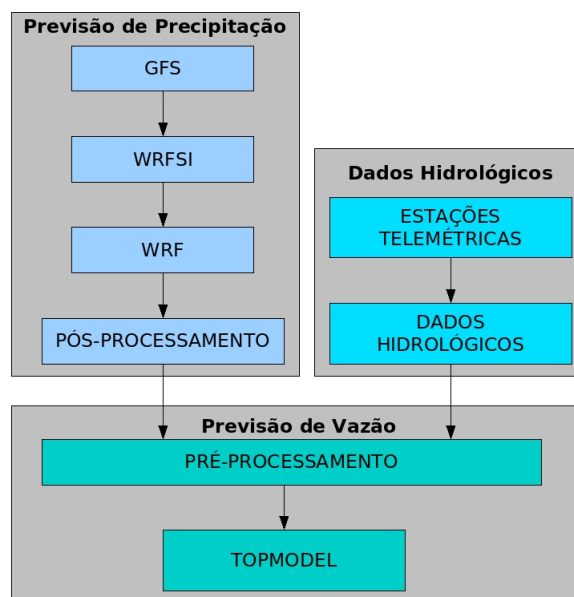 Previsão de Precipitação
GFS
WRFSI
WRF
PÓS-PROCESSAMENTO
Dados Hidrológicos
ESTAÇÕES
TELEMÉTRICAS
DADOS
HIDROLÓGICOS
Previsão de Vazão
PRÉ-PROCESSAMENTO
TOPMODEL